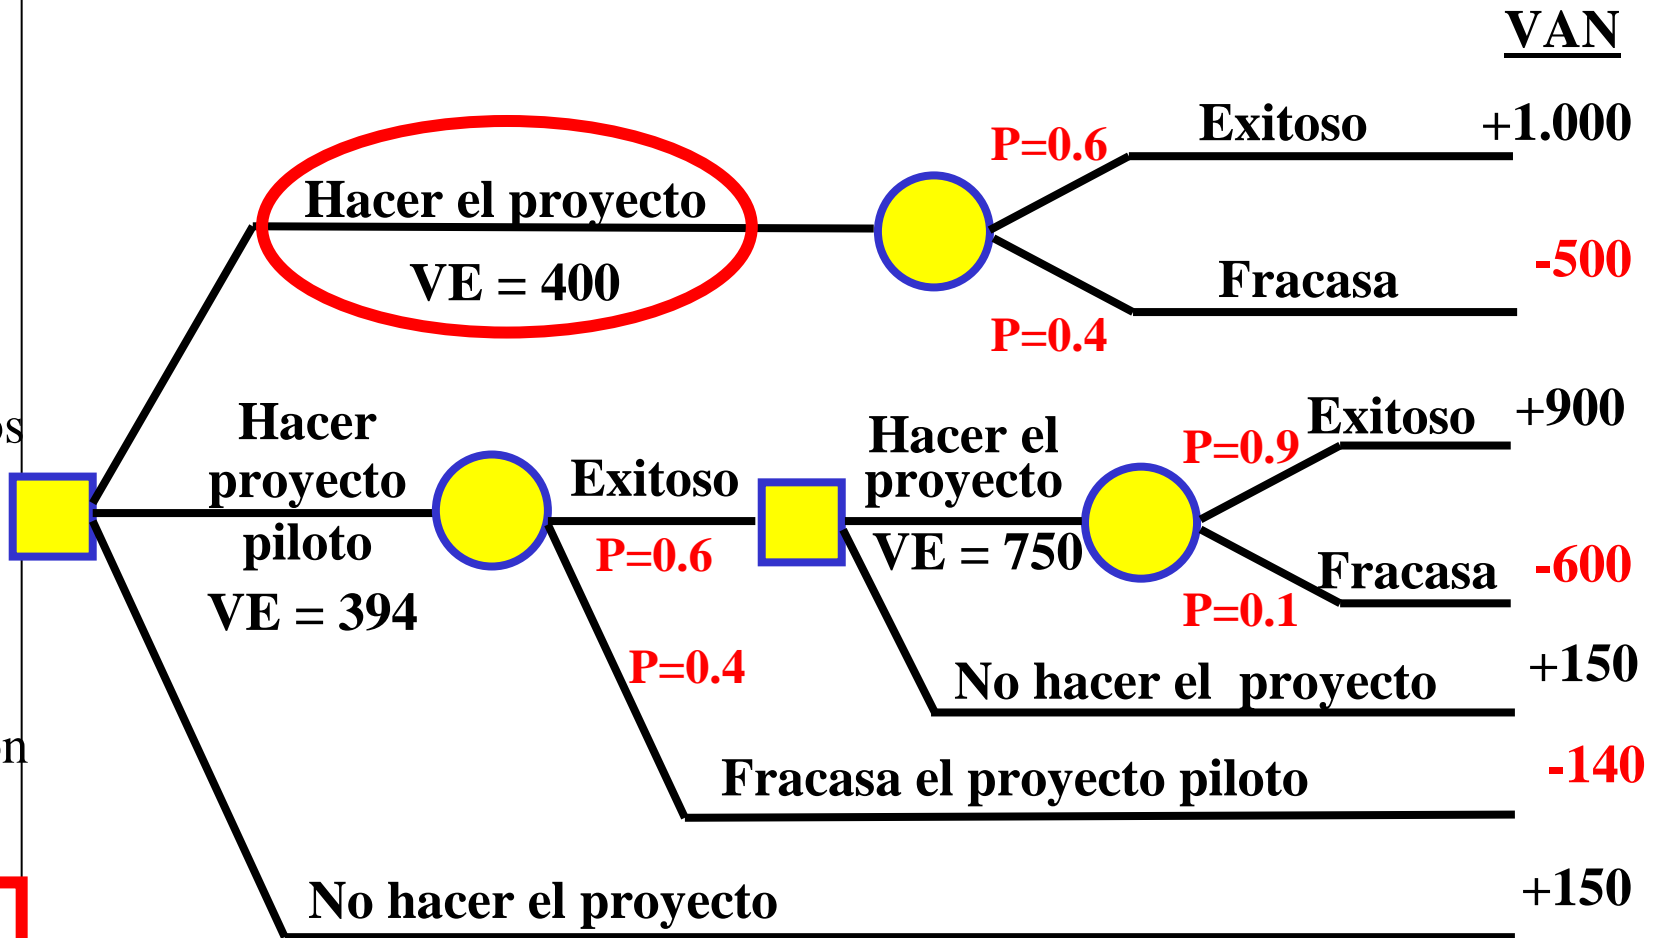 VAN
Exitoso
+1.000
P=0.6
Hacer el proyecto
VE = 400
Fracasa
-500
P=0.4
Hacer
proyecto
piloto
VE = 394
Exitoso
P=0.6
P=0.4
Hacer el
proyecto
VE = 750
P=0.9
Exitoso
+900
Fracasa
-600
P=0.1
No hacer el  proyecto
+150
Fracasa el proyecto piloto
-140
No hacer el proyecto
+150